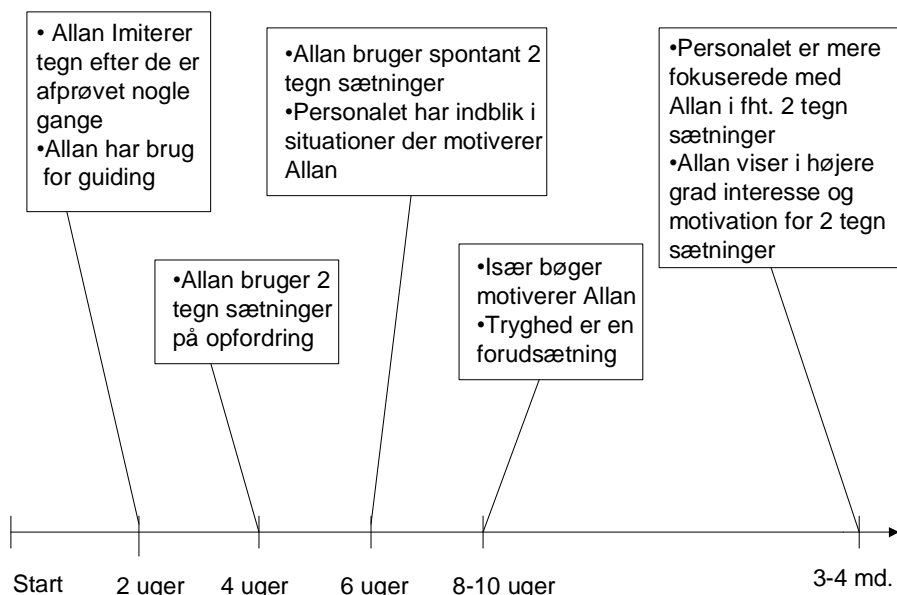 • Allan Imiterer
tegn efter de er
afprøvet nogle
gange
•Allan har brug
for guiding
•Allan bruger spontant 2
tegn sætninger
•Personalet har indblik i
situationer der motiverer
Allan
•Personalet er mere
fokuserede med
Allan i fht. 2 tegn
sætninger
•Allan viser i højere
grad interesse og
motivation for 2 tegn
sætninger
•Allan bruger 2
tegn sætninger
på opfordring
•Især bøger
motiverer Allan
•Tryghed er en
forudsætning
Start
2 uger
4 uger
6 uger
8-10 uger
3-4 md.